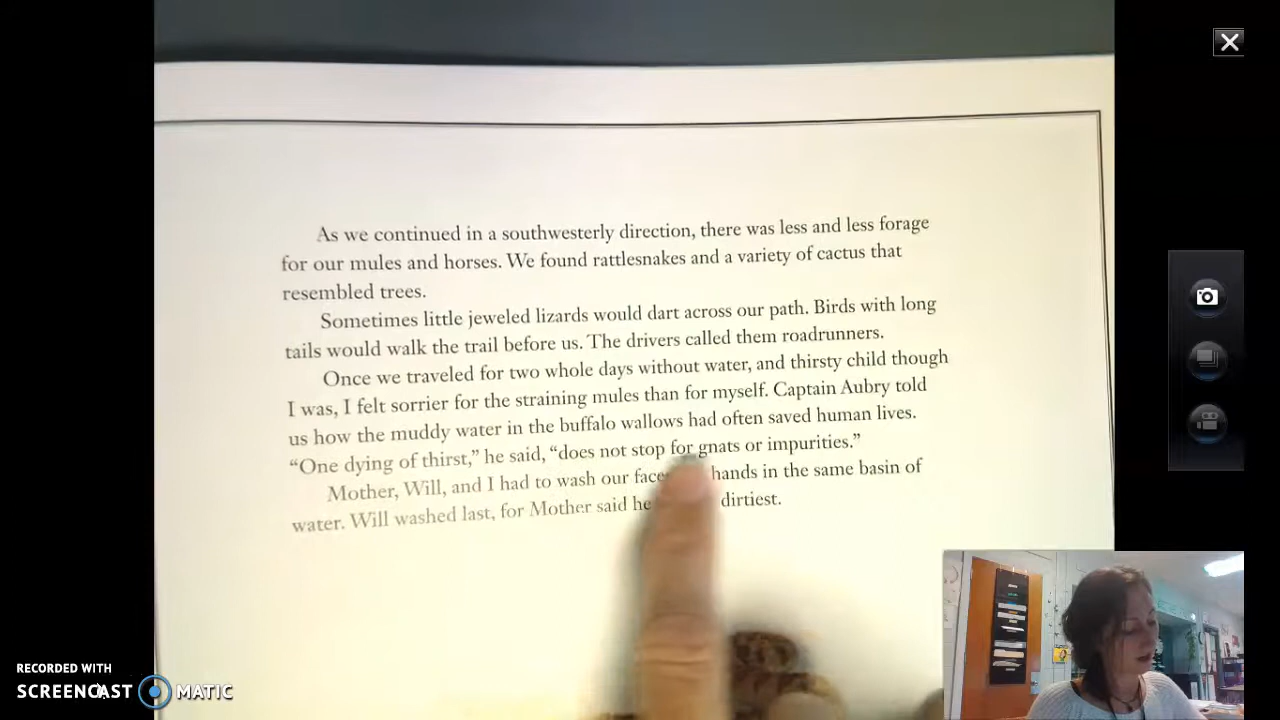 As we continued in a southwesterly direction, there was less and less forage
for our mules and horses. We found rattlesnakes and a variety of cactus that
resembled trees.
Sometimes little jeweled lizards would dart across our path. Birds with long
tails would walk the trail before us. The drivers called them roadrunners.
Once we traveled for two whole days without water, and thirsty child though
I was, I felt sorrier for the straining mules than for myself. Captain Aubry told
us how the muddy water in the buffalo wallows had often saved human lives.
“One dying of thirst,” he said, “does not stop for gnats or impurities.”
Mother, Will, and I had to wash our hands in the same basin of
water. Will washed last, for Mother said he dirtiest.
RECORDED WITH
SCREENCAST MATIC